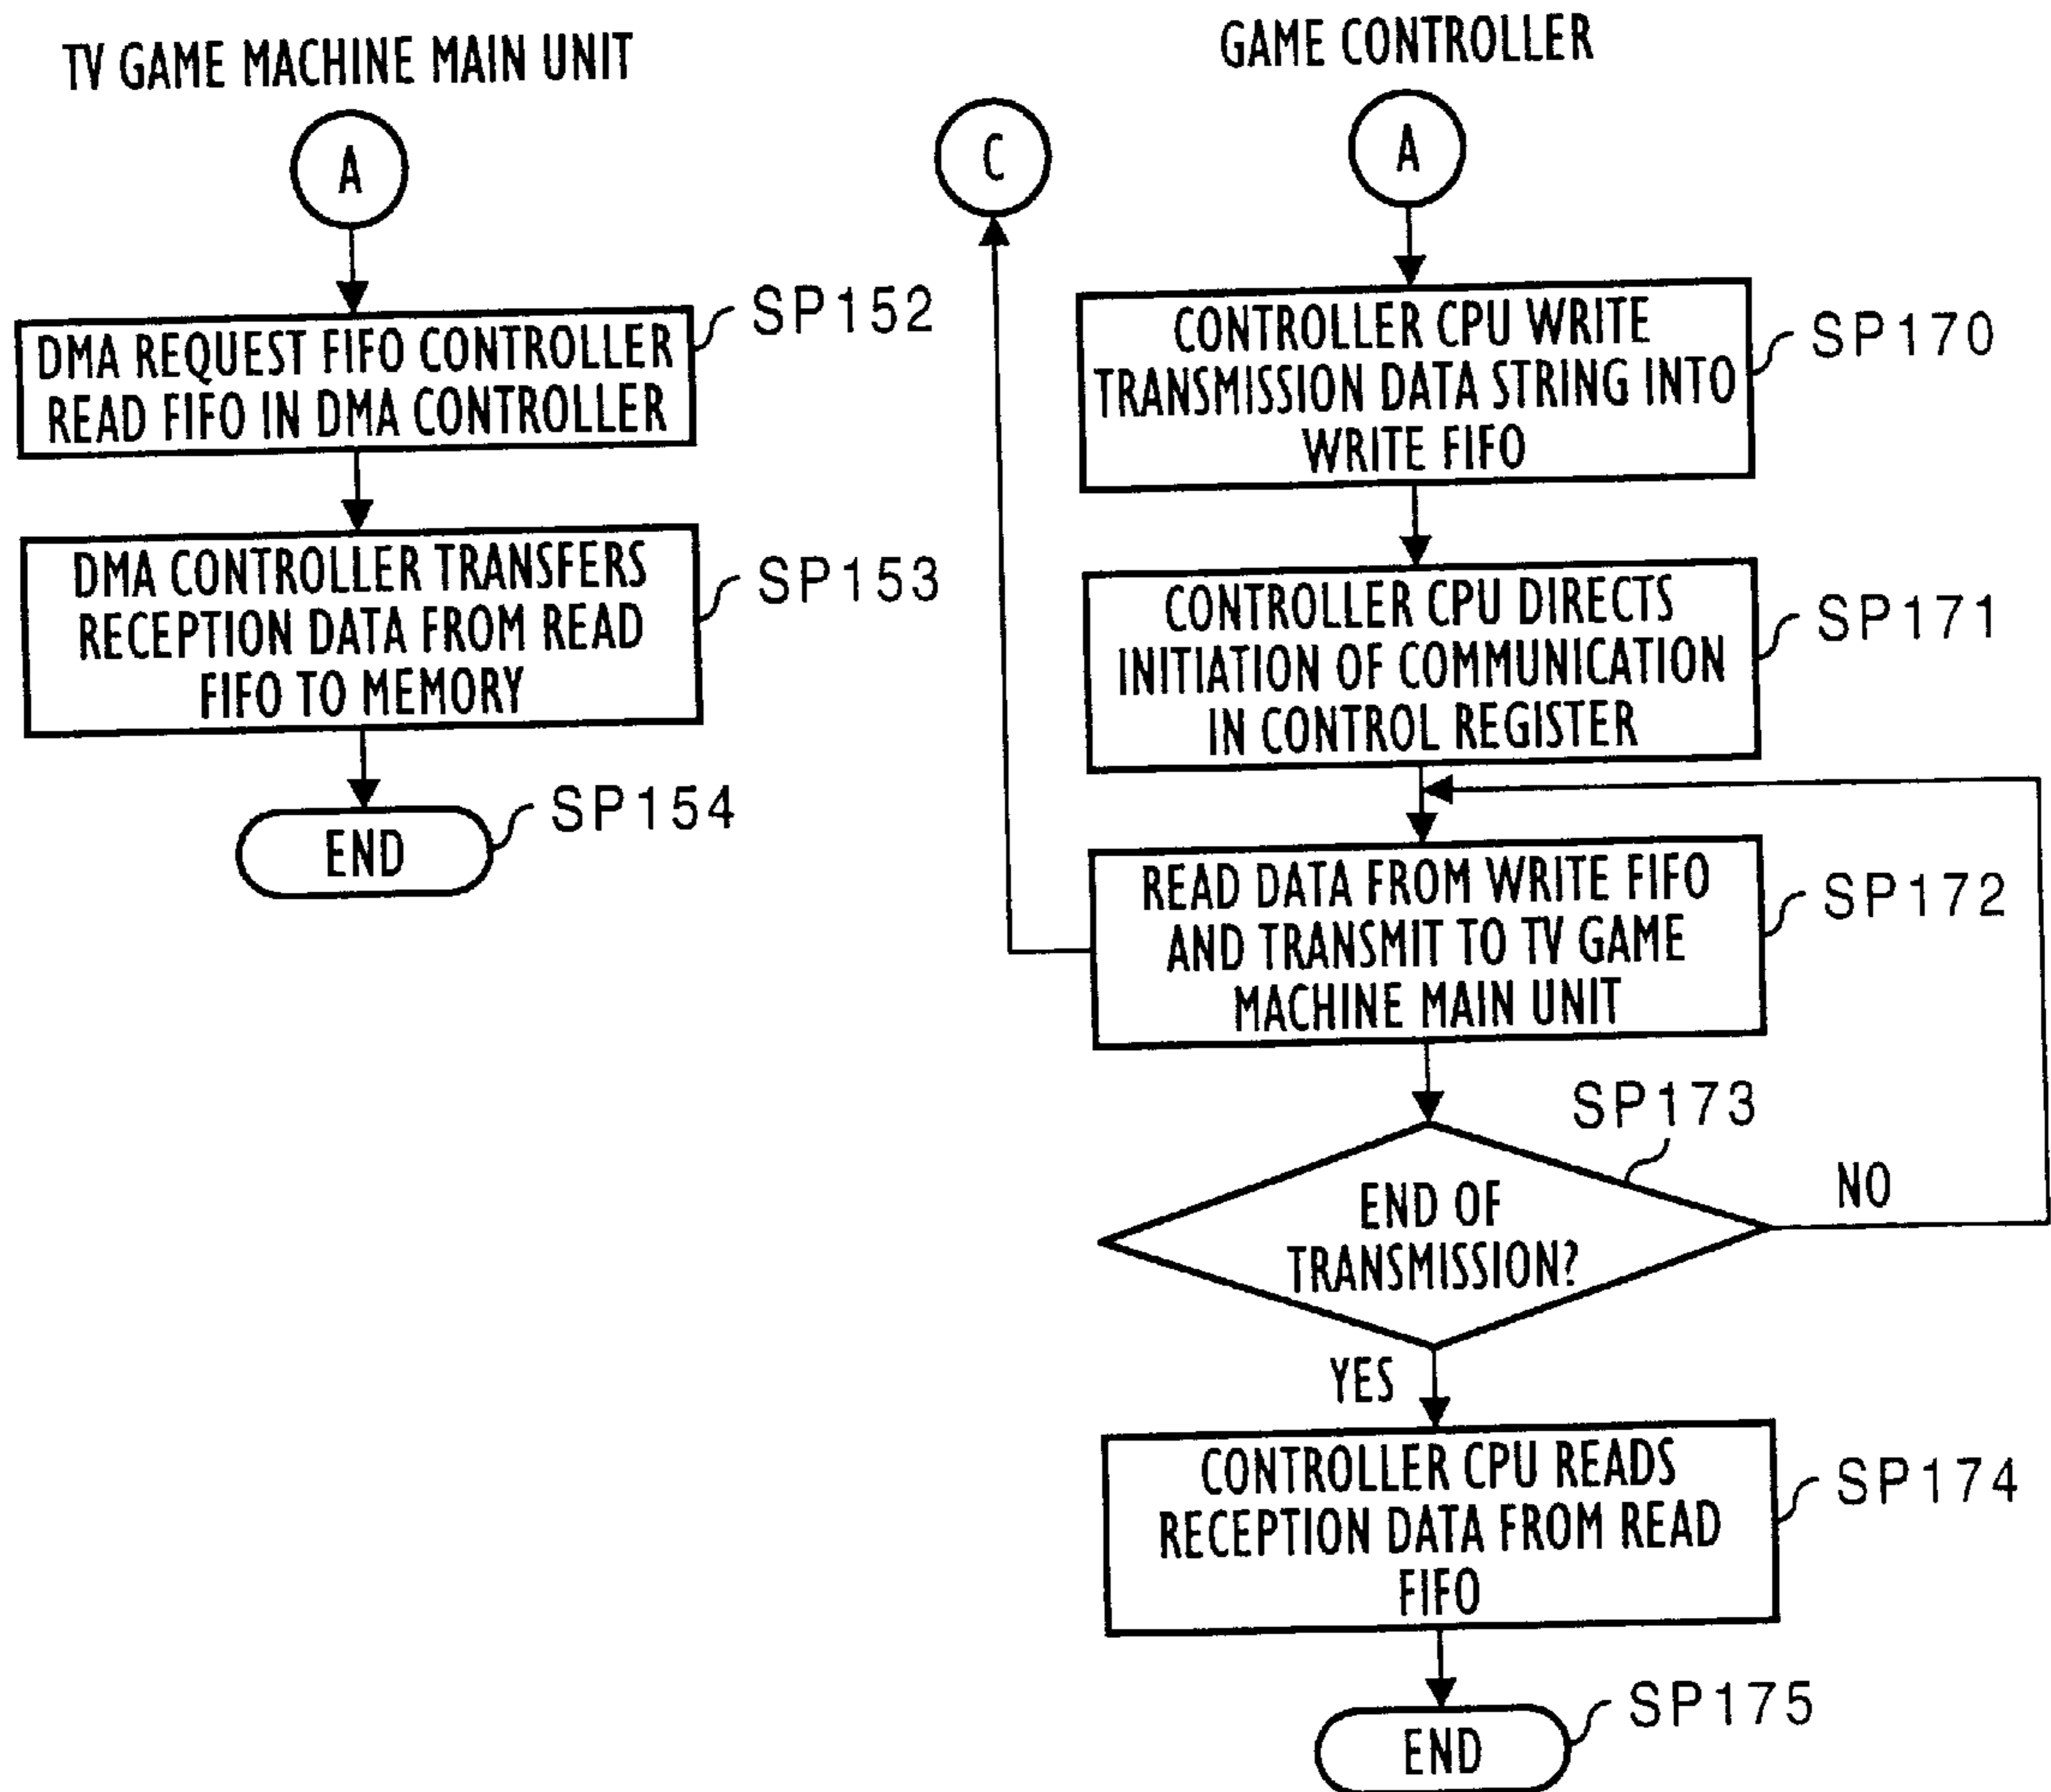 TV GAME MACHINE MAIN UNIT
A
DMA REQUEST FIFO CONTROLLER
READ FIFO IN DMA CONTROLLER
SP152
DMA CONTROLLER TRANSFERS
RECEPTION DATA FROM READ
FIFO TO MEMORY
SP153
END
SP154
GAME CONTROLLER
C
A
CONTROLLER CPU WRITE
TRANSMISSION DATA STRING INTO
WRITE FIFO
SP170
CONTROLLER CPU DIRECTS
INITIATION OF COMMUNICATION
IN CONTROL REGISTER
SP171
READ DATA FROM WRITE FIFO
AND TRANSMIT TO TV GAME
MACHINE MAIN UNIT
SP172
SP173
END OF
TRANSMISSION?
NO
YES
CONTROLLER CPU READS
RECEPTION DATA FROM READ
FIFO
SP174
END
SP175